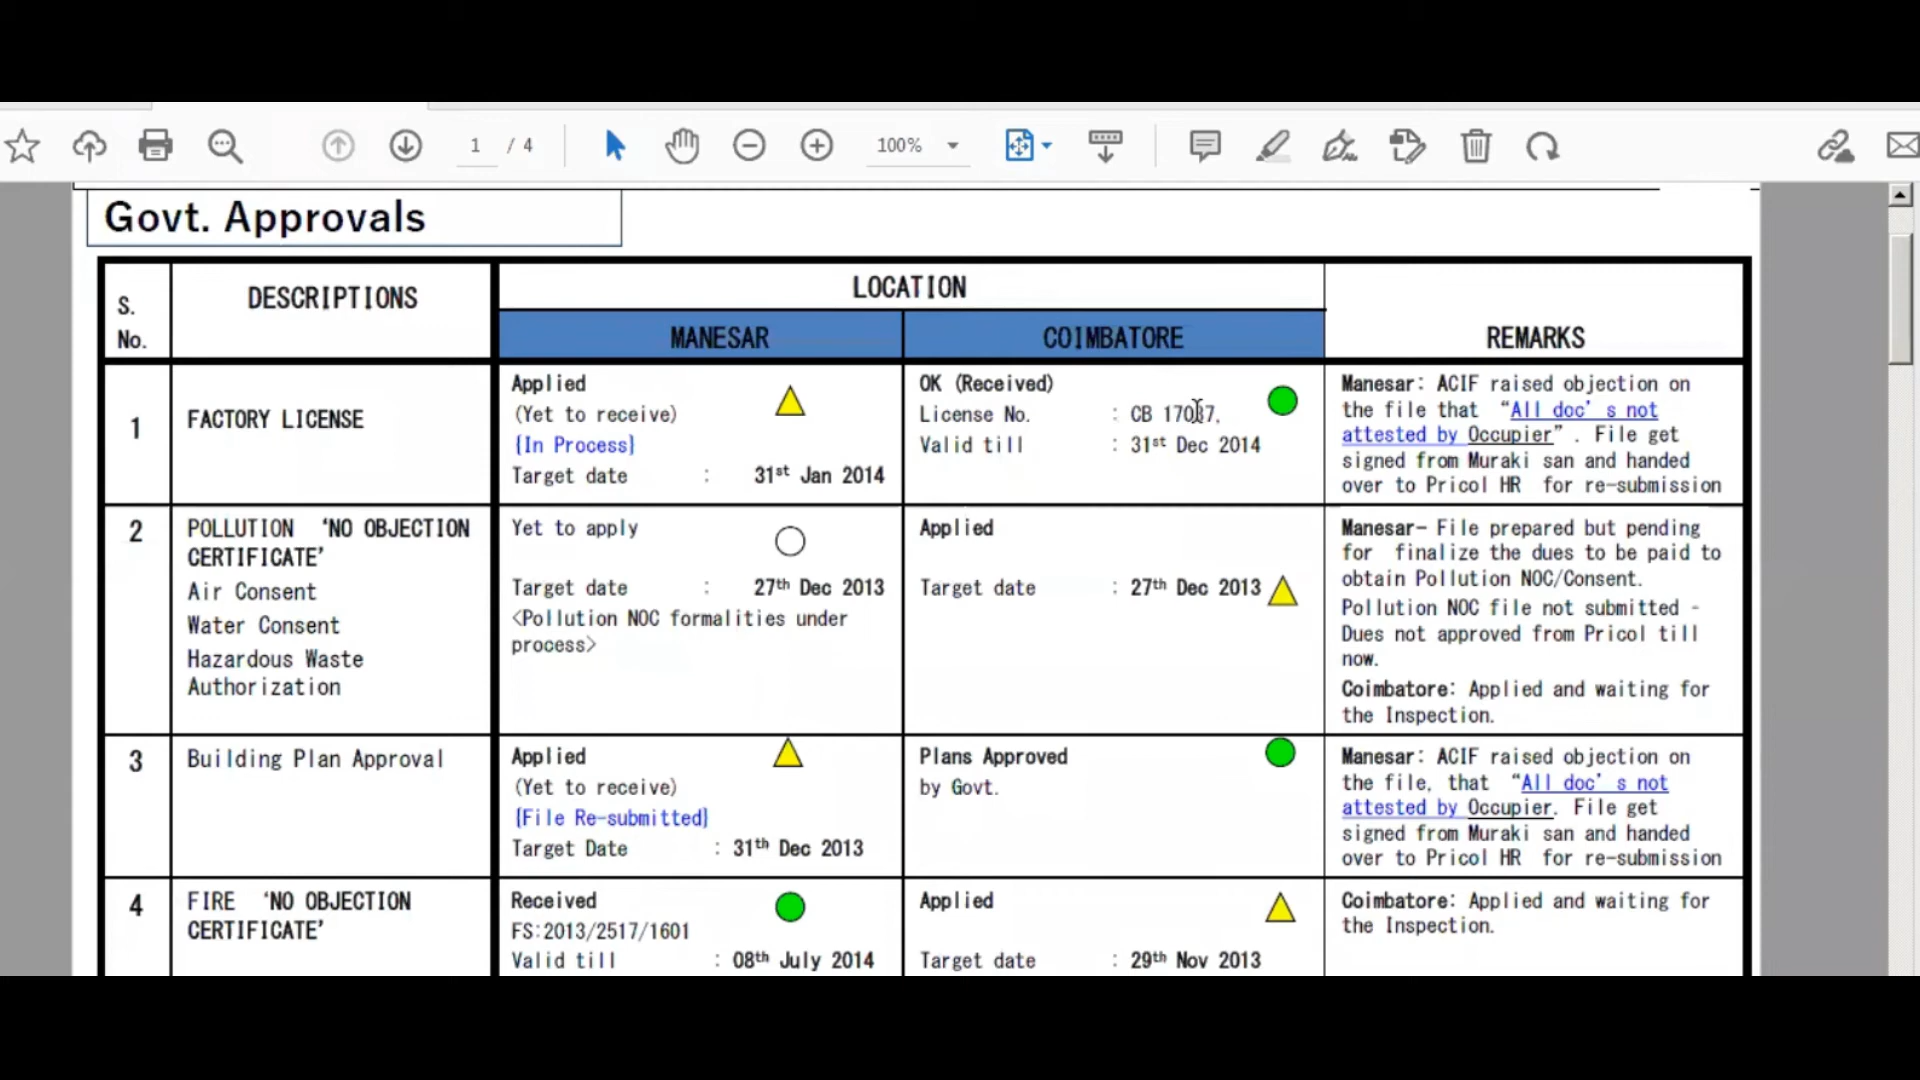 1 / 4
100%
Govt. Approvals
S.
No.
DESCRIPTIONS
LOCATION
MANESAR
COIMBATORE
REMARKS
1
FACTORY LICENSE
Applied
(Yet to receive)
[In Process]
Target date : 31st Jan 2014
OK (Received)
License No. : CB 17037,
Valid till : 31st Dec 2014
Manesar: ACIF raised objection on
the file that “All doc’s not
attested by Occupier”. File get
signed from Muraki san and handed
over to Pricol HR for re-submission
2
POLLUTION ‘NO OBJECTION
CERTIFICATE’
Air Consent
Water Consent
Hazardous Waste
Authorization
Yet to apply
Target date : 27th Dec 2013
<Pollution NOC formalities under
process>
Applied
Target date : 27th Dec 2013
Manesar- File prepared but pending
for finalize the dues to be paid to
obtain Pollution NOC/Consent.
Pollution NOC file not submitted -
Dues not approved from Pricol till
now.
Coimbatore: Applied and waiting for
the Inspection.
3
Building Plan Approval
Applied
(Yet to receive)
[File Re-submitted]
Target Date : 31th Dec 2013
Plans Approved
by Govt.
Manesar: ACIF raised objection on
the file, that “All doc’s not
attested by Occupier. File get
signed from Muraki san and handed
over to Pricol HR for re-submission
4
FIRE ‘NO OBJECTION
CERTIFICATE’
Received
FS:2013/2517/1601
Valid till : 08th July 2014
Applied
Target date : 29th Nov 2013
Coimbatore: Applied and waiting for
the Inspection.